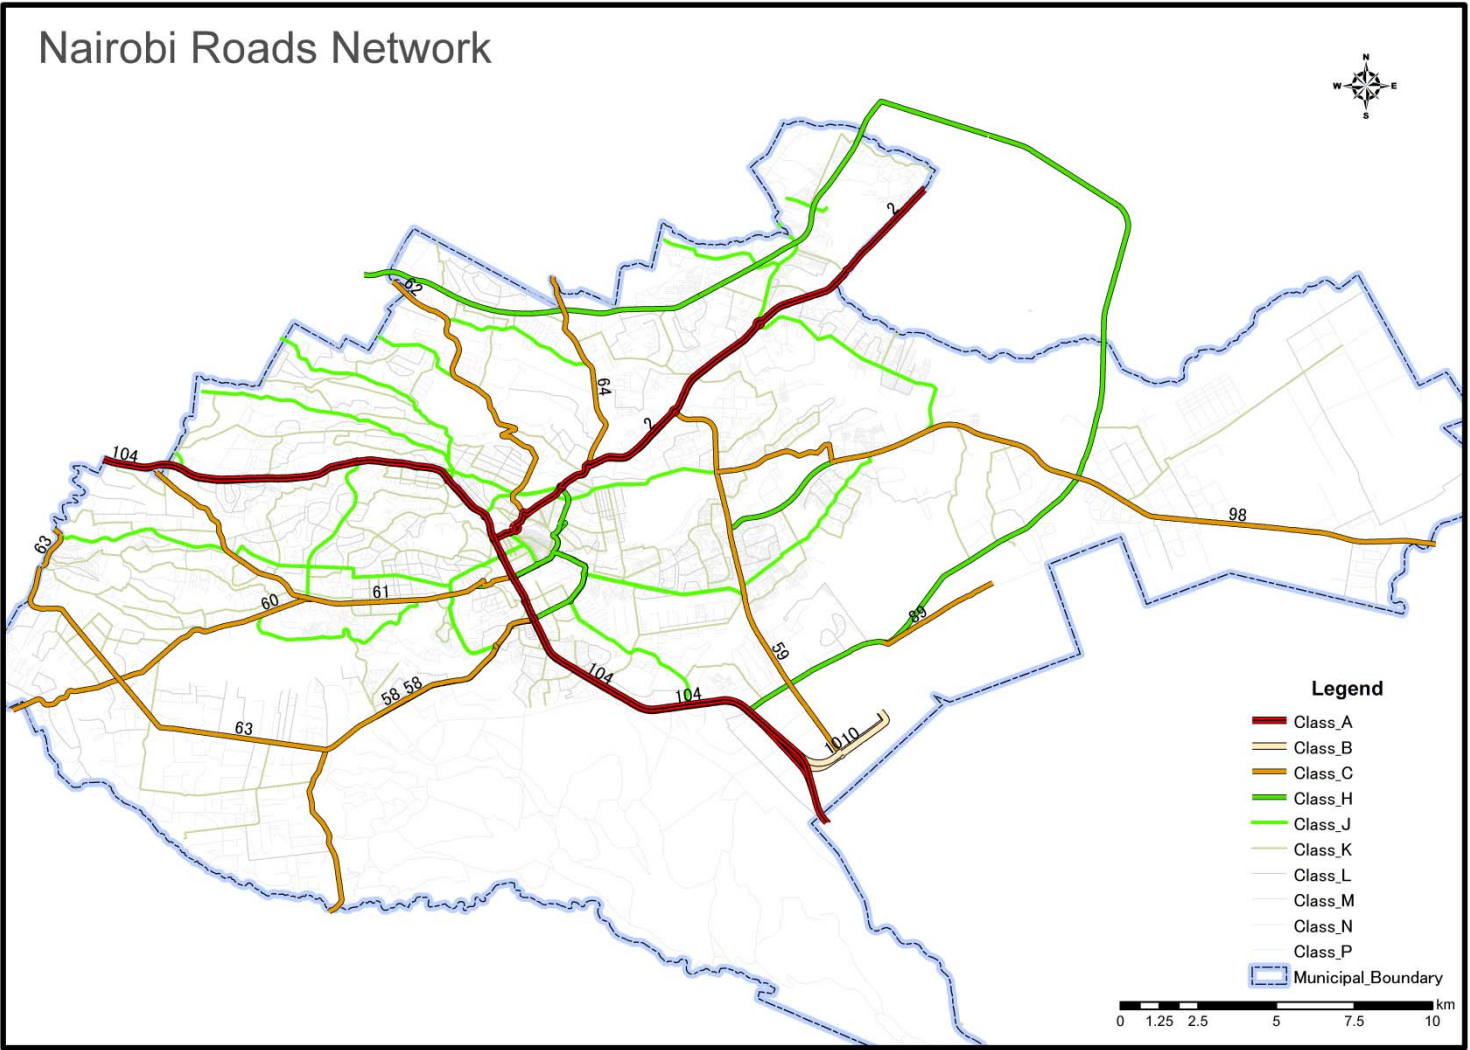 Nairobi Roads Network
N
W E
S
2
62
64
2
104
98
63
60
61
89
59
58 58
104
104
63
1010
Legend
Class_A
Class_B
Class_C
Class_H
Class_J
Class_K
Class_L
Class_M
Class_N
Class_P
Municipal_Boundary
km
0 1.25 2.5 5 7.5 10